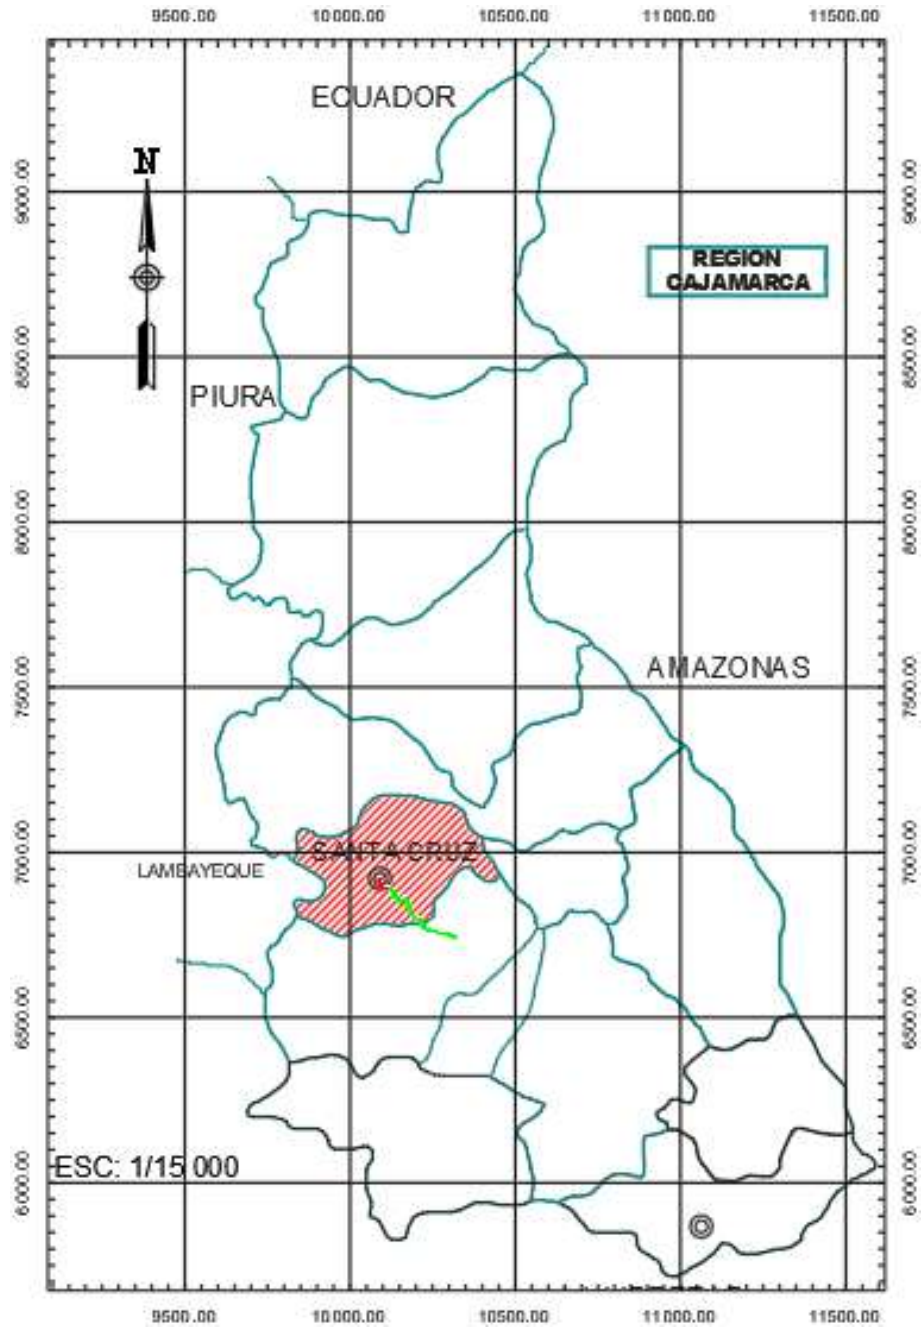 9500.00 10000.00 10500.00 11000.00 11500.00
ECUADOR
N
9000.00 9000.00
REGION
CAJAMARCA
8500.00 8500.00
PIURA
8000.00 8000.00
AMAZONAS
7500.00 7500.00
SANTA CRUZ
7000.00 7000.00
LAMBAYEQUE
6500.00 6500.00
ESC: 1/15 000
6000.00 6000.00
9500.00 10000.00 10500.00 11000.00 11500.00